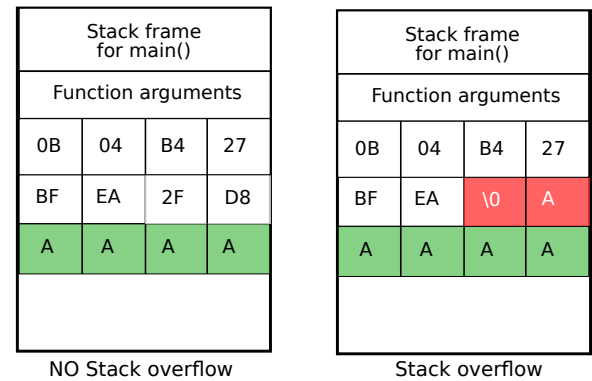 Stack frame
for main()
Function arguments
0B 04 B4 27
BF EA 2F D8
A A A A
NO Stack overflow
Stack frame
for main()
Function arguments
0B 04 B4 27
BF EA \0 A
A A A A
Stack overflow